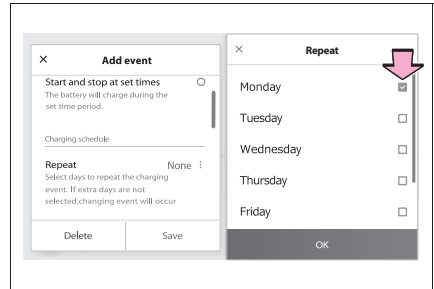 × Add event
Start and stop at set times
The battery will charge during the
set time period.
Charging schedule
Repeat None
Select days to repeat the charging
event. If extra days are not
selected,changing event will occur
Delete Save
× Repeat
Monday
Tuesday
Wednesday
Thursday
Friday
OK